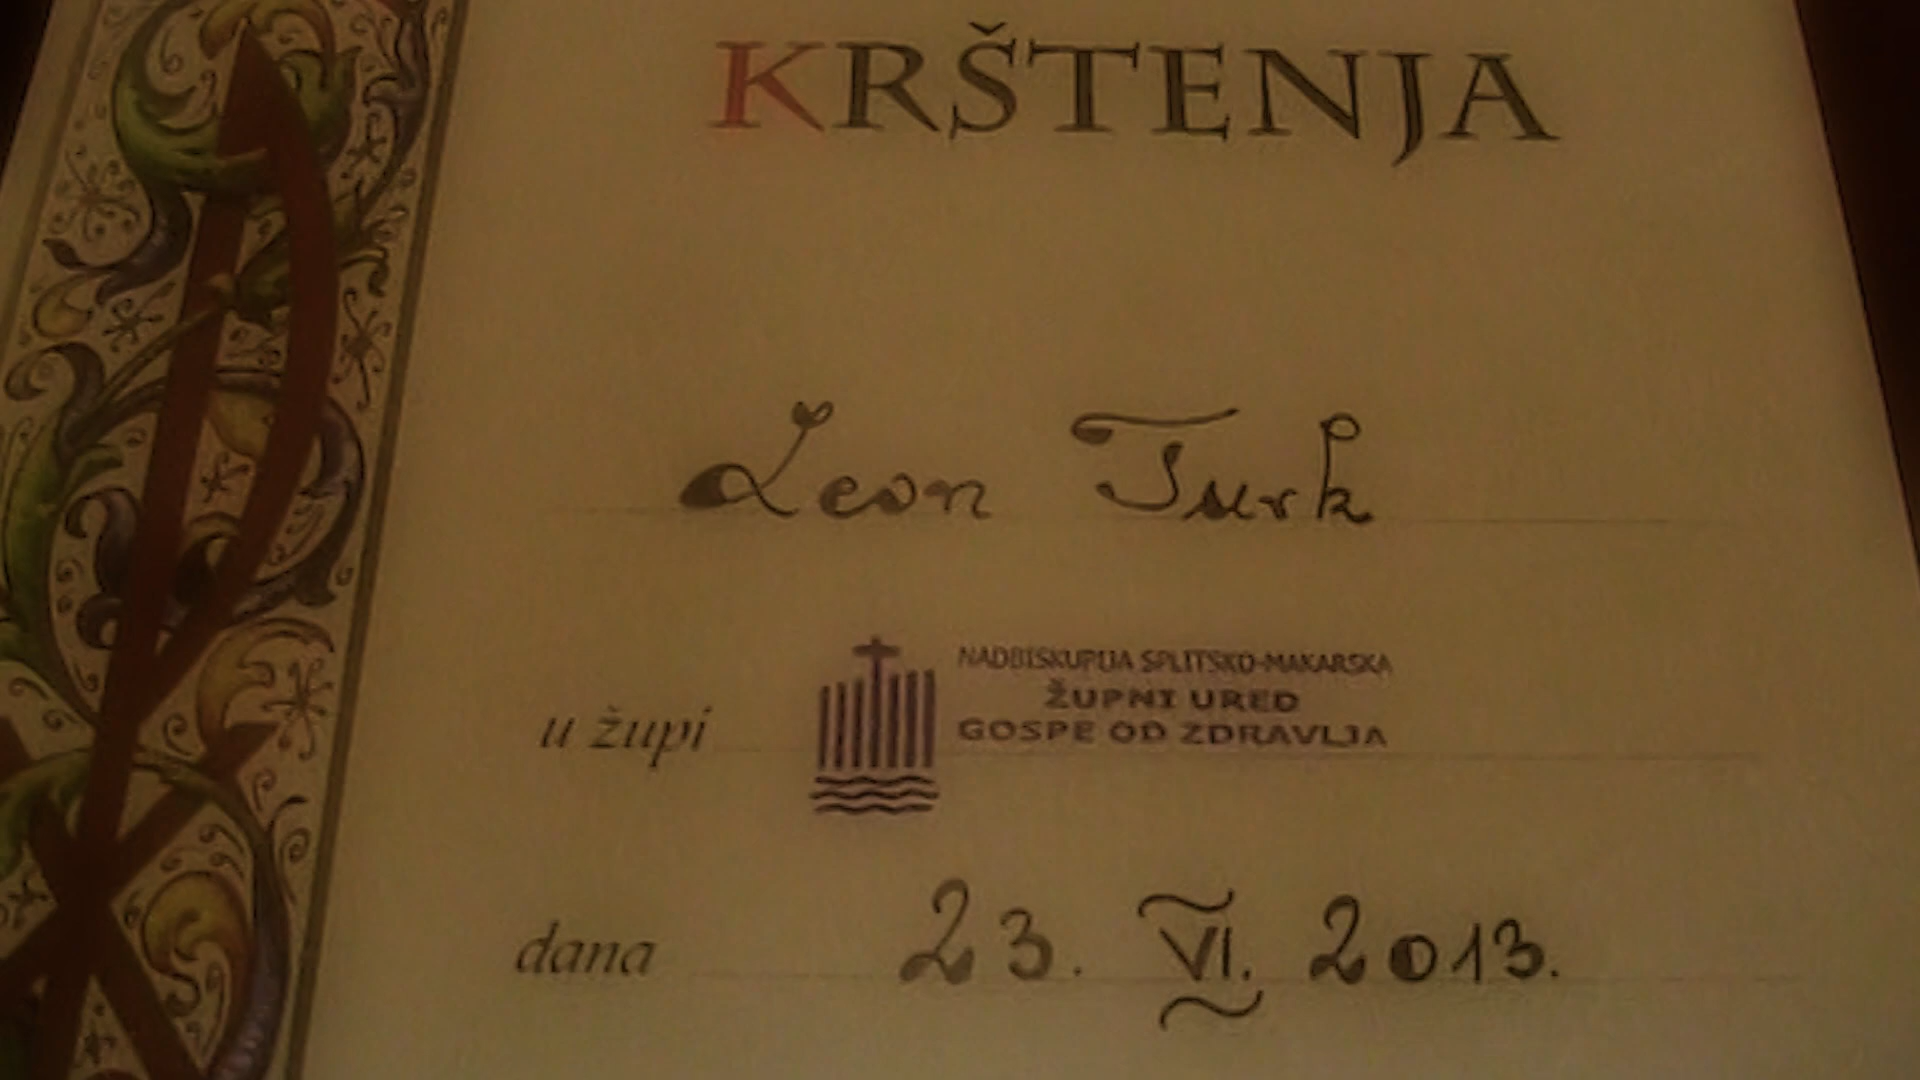 KRŠTENJA
Leon Turk
u župi
NADBISKUPIJA SPLITSKO-MAKARSKA
ŽUPNI URED
GOSPE OD ZDRAVLJA
dana 23. VI. 2013.